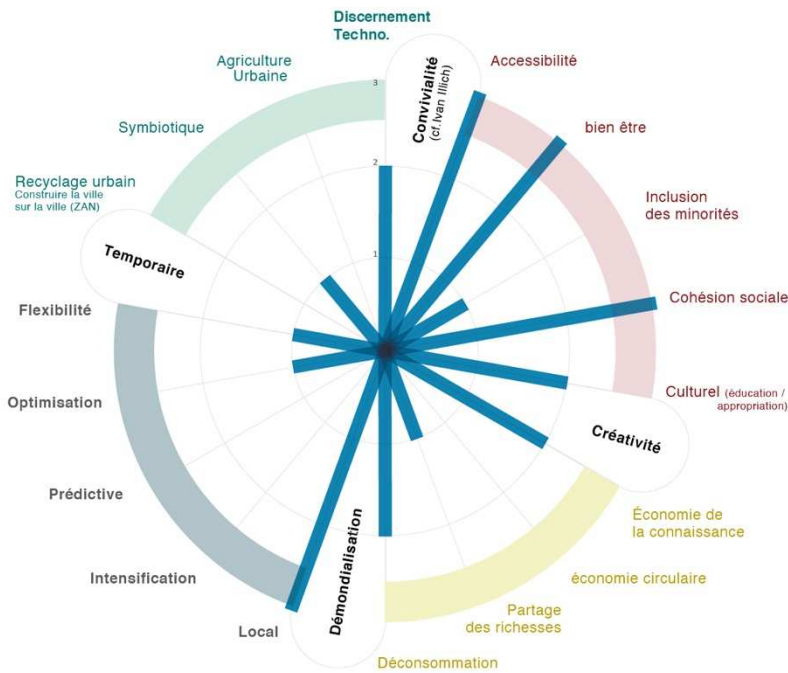 Discernement
Techno.
Convivialité
(cf.Ivan Illich)
Accessibilité
bien être
Inclusion
des minorités
Cohésion sociale
Culturel (éducation /
appropriation)
Créativité
Économie de
la connaissance
économie circulaire
Partage
des richesses
Déconsommation
Démondialisation
Local
Intensification
Prédictive
Optimisation
Flexibilité
Temporaire
Recyclage urbain
Construire la ville
sur la ville (ZAN)
Symbiotique
Agriculture
Urbaine
3
2
1